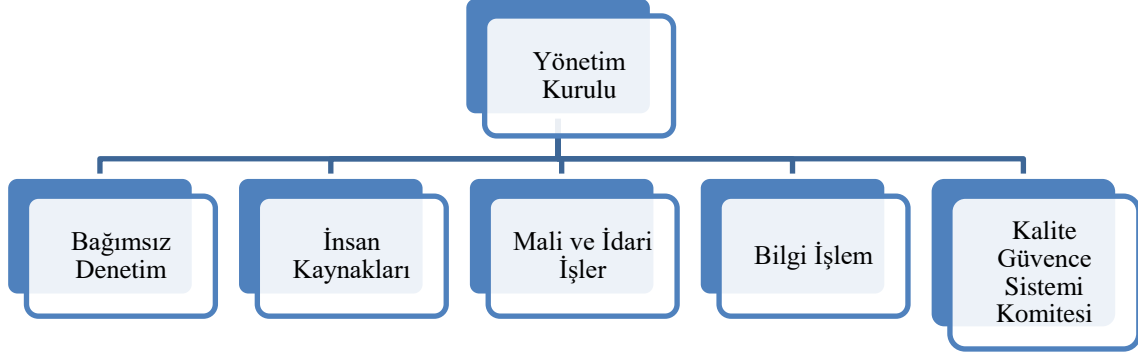 Yönetim
Kurulu
Bağımsız
Denetim
İnsan
Kaynakları
Mali ve İdari
İşler
Bilgi İşlem
Kalite
Güvence
Sistemi
Komitesi